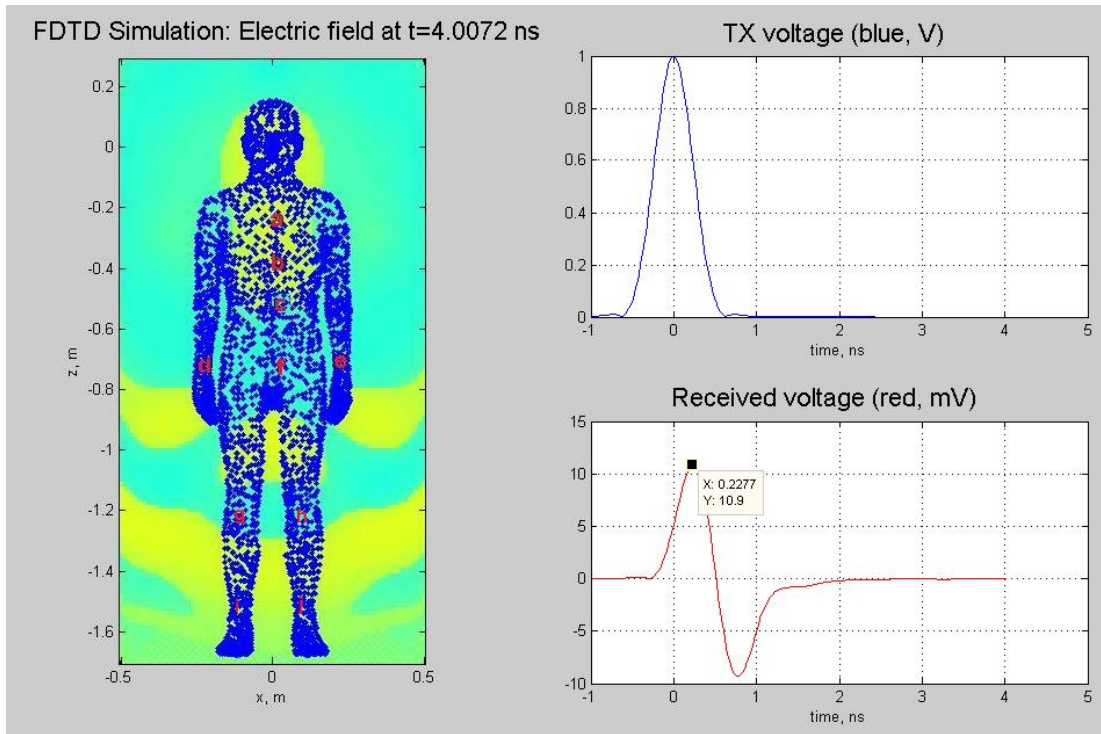 FDTD Simulation: Electric field at t=4.0072 ns
0.2
0
-0.2
-0.4
-0.6
-0.8
-1
-1.2
-1.4
-1.6
z, m
a
b
c
d
f
e
g
h
i
j
-0.5
0
0.5
x, m
TX voltage (blue, V)
1
0.8
0.6
0.4
0.2
0
-1
0
1
2
3
4
5
time, ns
Received voltage (red, mV)
15
10
5
0
-5
-10
X: 0.2277
Y: 10.9
-1
0
1
2
3
4
5
time, ns